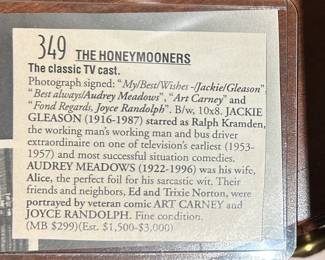 349 THE HONEYMOONERS
The classic TV cast.
Photograph signed: "My/Best/Wishes -/Jackie/Gleason"
"Best always/Audrey Meadows", "Art Carney" and
"Fond Regards, Joyce Randolph". B/w, 10x8. JACKIE
GLEASON (1916-1987) starred as Ralph Kramden,
the working man's working man and bus driver
extraordinaire on one of television's earliest (1953-
1957) and most successful situation comedies.
AUDREY MEADOWS (1922-1996) was his wife,
Alice, the perfect foil for his sarcastic wit. Their
friends and neighbors, Ed and Trixie Norton, were
portrayed by veteran comic ART CARNEY and
JOYCE RANDOLPH. Fine condition.
(MB $299)(Est. $1,500-$3,000)